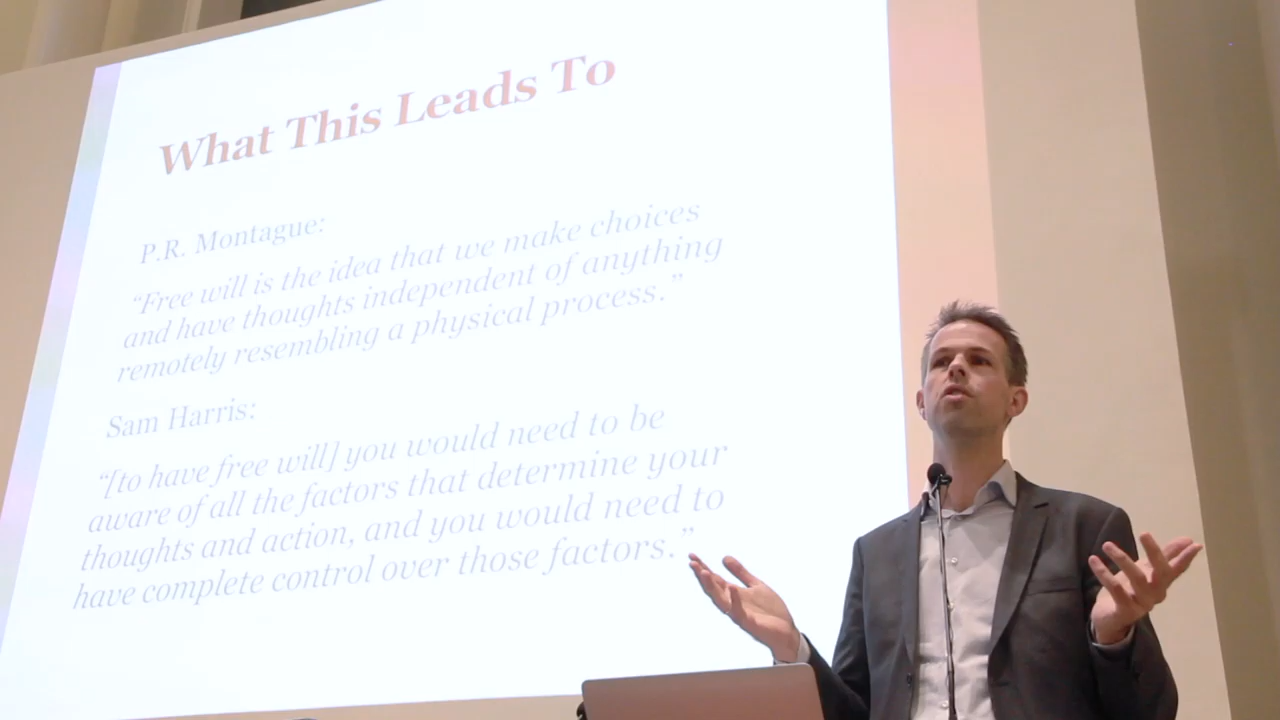 What This Leads To
P.R. Montague:
“Free will is the idea that we make choices
and have thoughts independent of anything
remotely resembling a physical process.”
Sam Harris:
“[to have free will] you would need to be
aware of all the factors that determine your
thoughts and action, and you would need to
have complete control over those factors.”